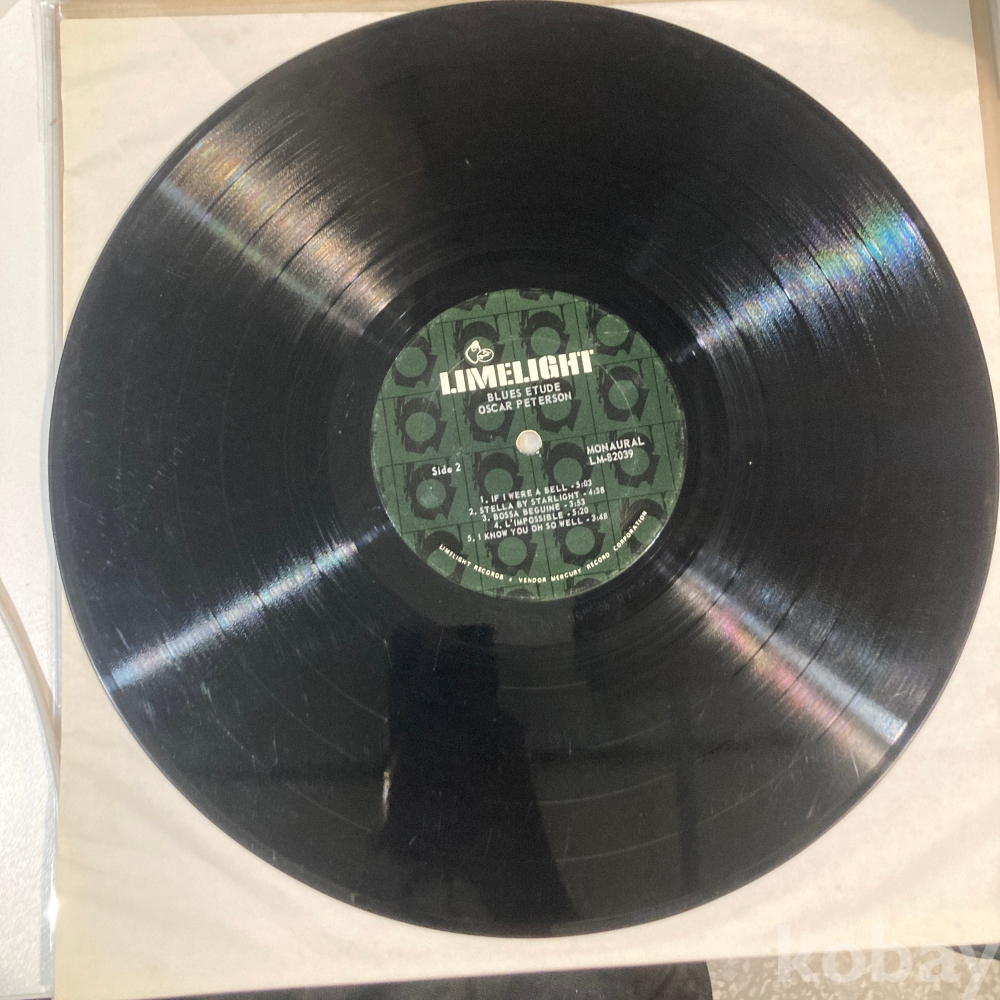 LIMELIGHT
BLUES ETUDE
OSCAR PETERSON
Side 2
MONAURAL
LM-82039
1. IF I WERE A BELL - 5:03
2. STELLA BY STARLIGHT - 4:38
3. BOSSA BEGUINE - 3:53
4. L'IMPOSSIBLE - 5:20
5. I KNOW YOU OH SO WELL - 3:48
LIMELIGHT RECORDS • VENDOR MERCURY RECORD CORPORATION
kobay